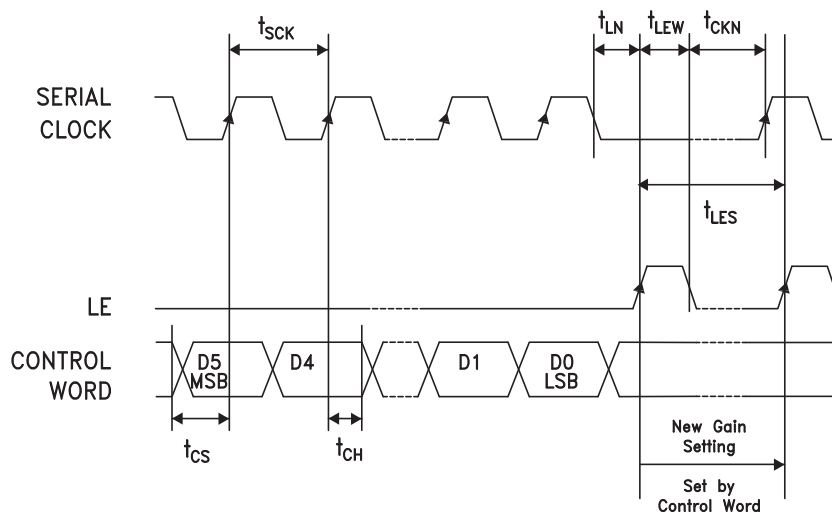 tSCK
tLN
tLEW
tCKN
SERIAL
CLOCK
tLES
LE
CONTROL
WORD
D5
MSB
D4
D1
D0
LSB
tCS
tCH
New Gain
Setting
Set by
Control Word